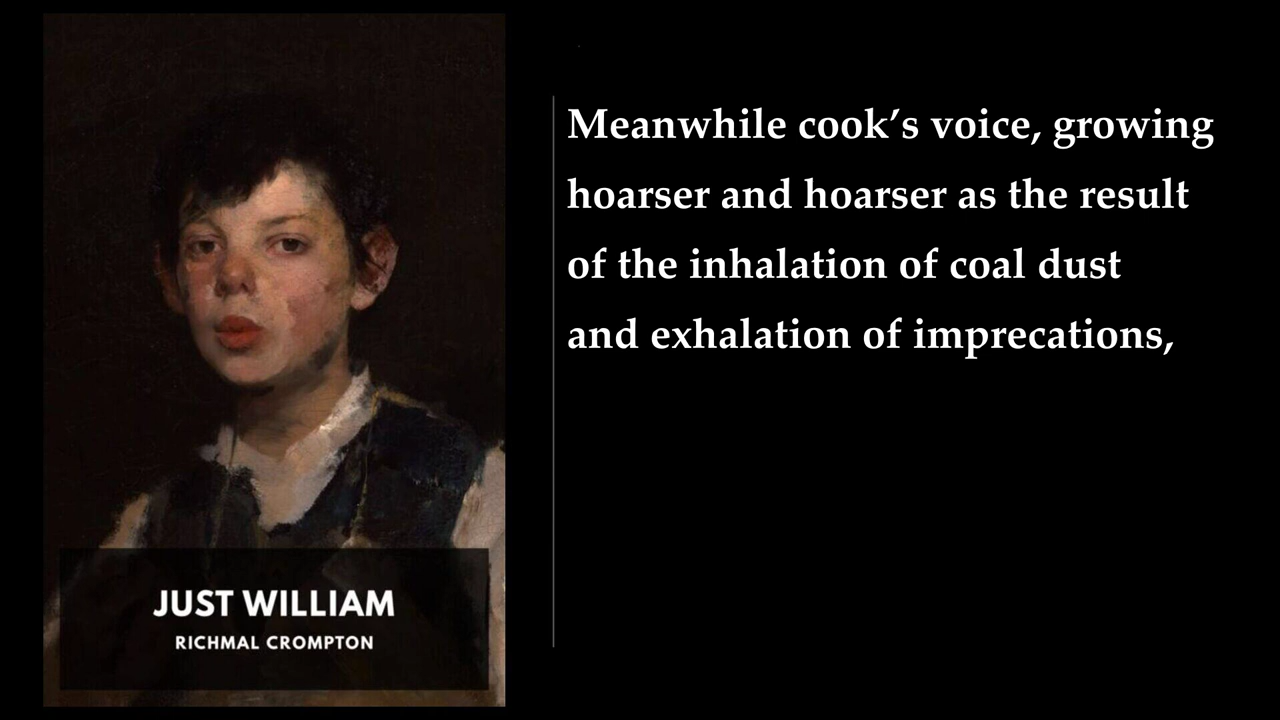 Meanwhile cook’s voice, growing
hoarser and hoarser as the result
of the inhalation of coal dust
and exhalation of imprecations,
JUST WILLIAM
RICHMAL CROMPTON